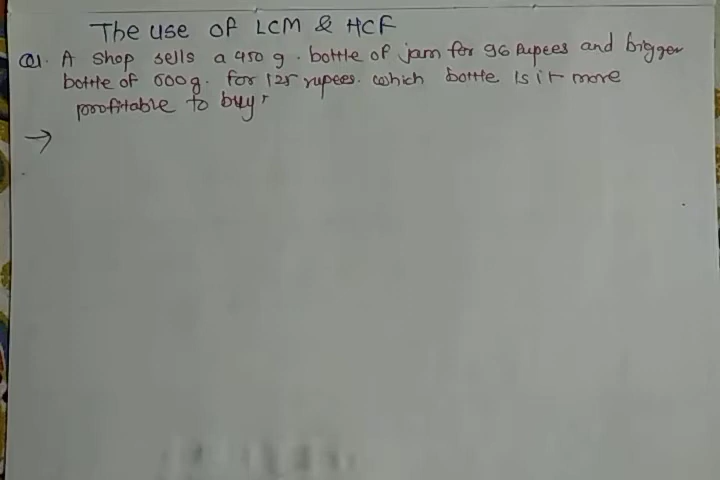 The use of LCM & HCF
Q1. A shop sells a 450 g. bottle of jam for 96 Rupees and bigger
bottle of 600g. for 125 rupees. which bottle Is it more
profitable to buy?
→